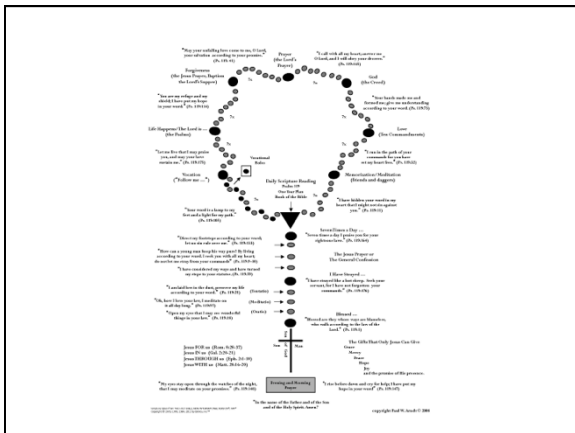 "May your unfailing love come to me, O Lord,
your salvation according to your promise."
(Ps. 119:41)
Prayer
(the Lord's
Prayer)
"I call with all my heart; answer me
O Lord, and I will obey your decrees."
(Ps. 119:145)
Forgiveness
(the Jesus Prayer, Baptism
the Lord's Supper)
God
(the Creed)
"You are my refuge and my
shield; I have put my hope
in your word." (Ps. 119:114)
"Your hands made me and
formed me; give me understanding
according to your word." (Ps. 119:73)
7x
7x
7x
7x
Life Happens/The Lord is ...
(the Psalms)
Love
(Ten Commandments)
"Let me live that I may praise
you, and may your laws
sustain me." (Ps. 119:175)
"I run in the path of your
commands for you have
set my heart free." (Ps. 119:32)
7x
7x
Vocational
Rules
Vocation
("Follow me ...")
Memorization/Meditation
Daily Scripture Reading
Psalm 119
One Year Plan
Book of the Bible
"Your word is a lamp to my
feet and a light for my path."
(Ps. 119:105)
"I have hidden your word in my
heart that I might not sin against
you." (Ps. 119:11)
Seven Times a Day ...
"Seven times a day I praise you for your
righteous laws." (Ps. 119:164)
"Direct my footsteps according to your word;
let no sin rule over me." (Ps. 119:133)
"How can a young man keep his way pure? By living
according to your word. I seek you with all my heart;
do not let me stray from your commands" (Ps. 119:9-10)
The Jesus Prayer or
The General Confession
"I have considered my ways and have turned
my steps to your statutes." (Ps. 119:59)
I Have Strayed ...
"I have strayed like a lost sheep. Seek your
servant, for I have not forgotten your
commands." (Ps. 119:176)
"I am laid low in the dust; preserve my life
according to your word." (Ps. 119:25)
(Tentatio)
"Oh, how I love your law, I meditate on
it all day long." (Ps. 119:97)
(Meditatio)
"Open my eyes that I may see wonderful
things in your law." (Ps. 119:18)
(Oratio)
Blessed ...
"Blessed are they whose ways are blameless,
who walk according to the law of the
Lord." (Ps. 119:1)
Son
Man
Jesus FOR us (Rom. 8:26-37)
Jesus IN us (Gal. 2:20-21)
Jesus THROUGH us (Eph. 3:1-10)
Jesus WITH us (Matt. 28:16-20)
The Gifts That Only Jesus Can Give
Grace
Mercy
Peace
Hope
Joy
and the promise of His presence.
"My eyes stay open through the watches of the night,
that I may meditate on your promises." (Ps. 119:148)
Evening and Morning
Prayer
"I rise before dawn and cry for help; I have put my
hope in your word" (Ps. 119:147)
"In the name of the Father and of the Son
and of the Holy Spirit. Amen."